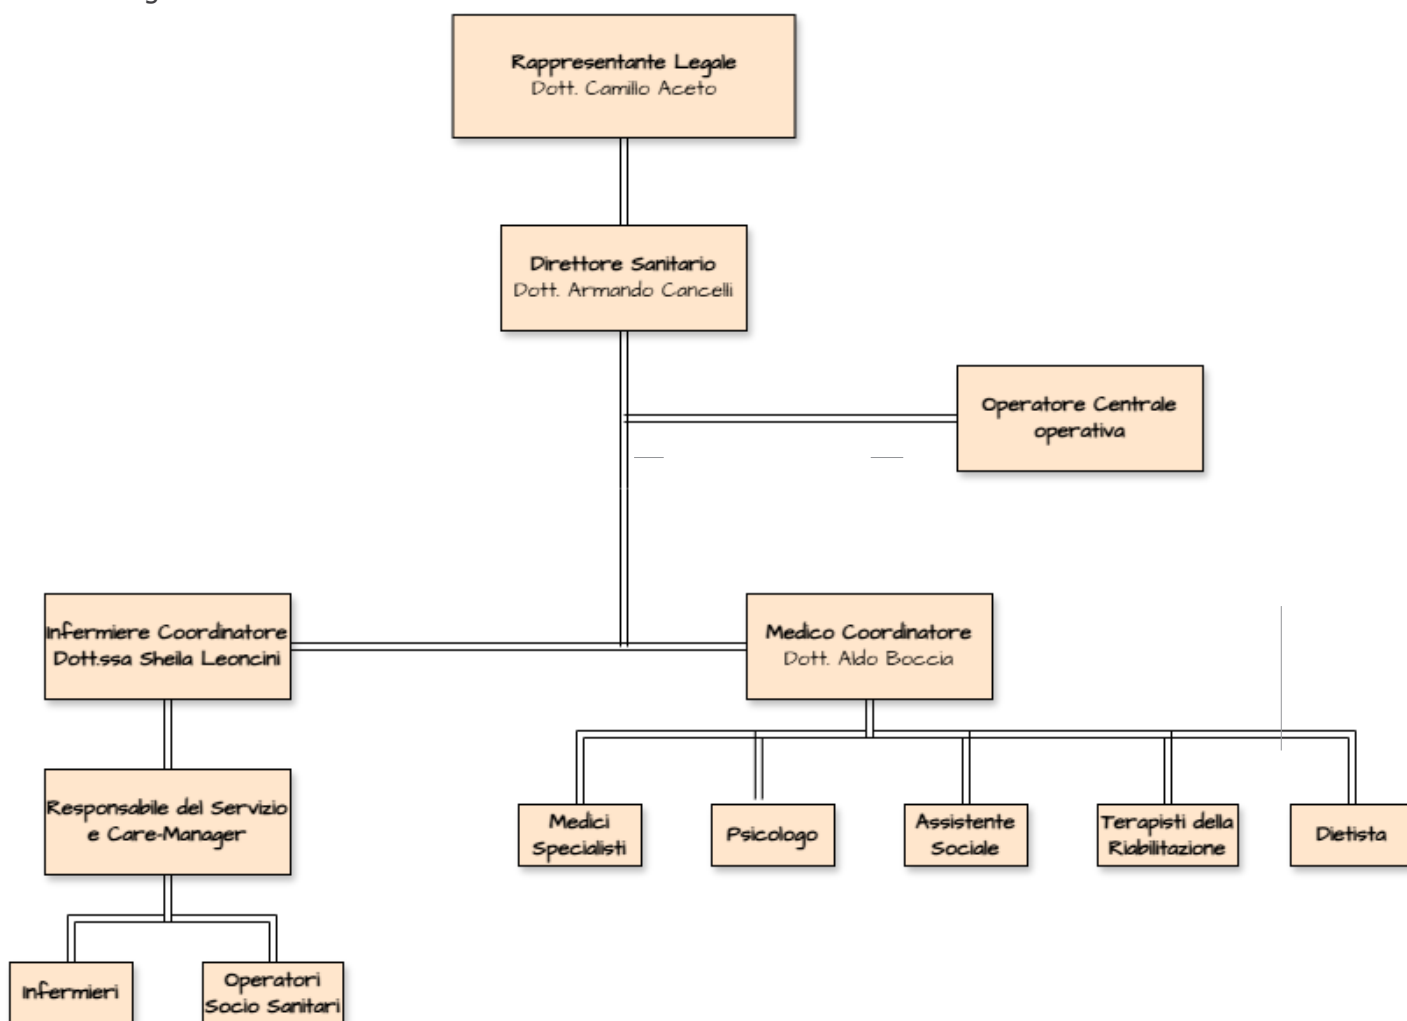 Rappresentante Legale
Dott. Camillo Aceto
Direttore Sanitario
Dott. Armando Cancelli
Operatore Centrale
operativa
Infermiere Coordinatore
Dott.ssa Sheila Leoncini
Medico Coordinatore
Dott. Aldo Boccia
Responsabile del Servizio
e Care-Manager
Medici
Specialisti
Psicologo
Assistente
Sociale
Terapisti della
Riabilitazione
Dietista
Infermieri
Operatori
Socio Sanitari